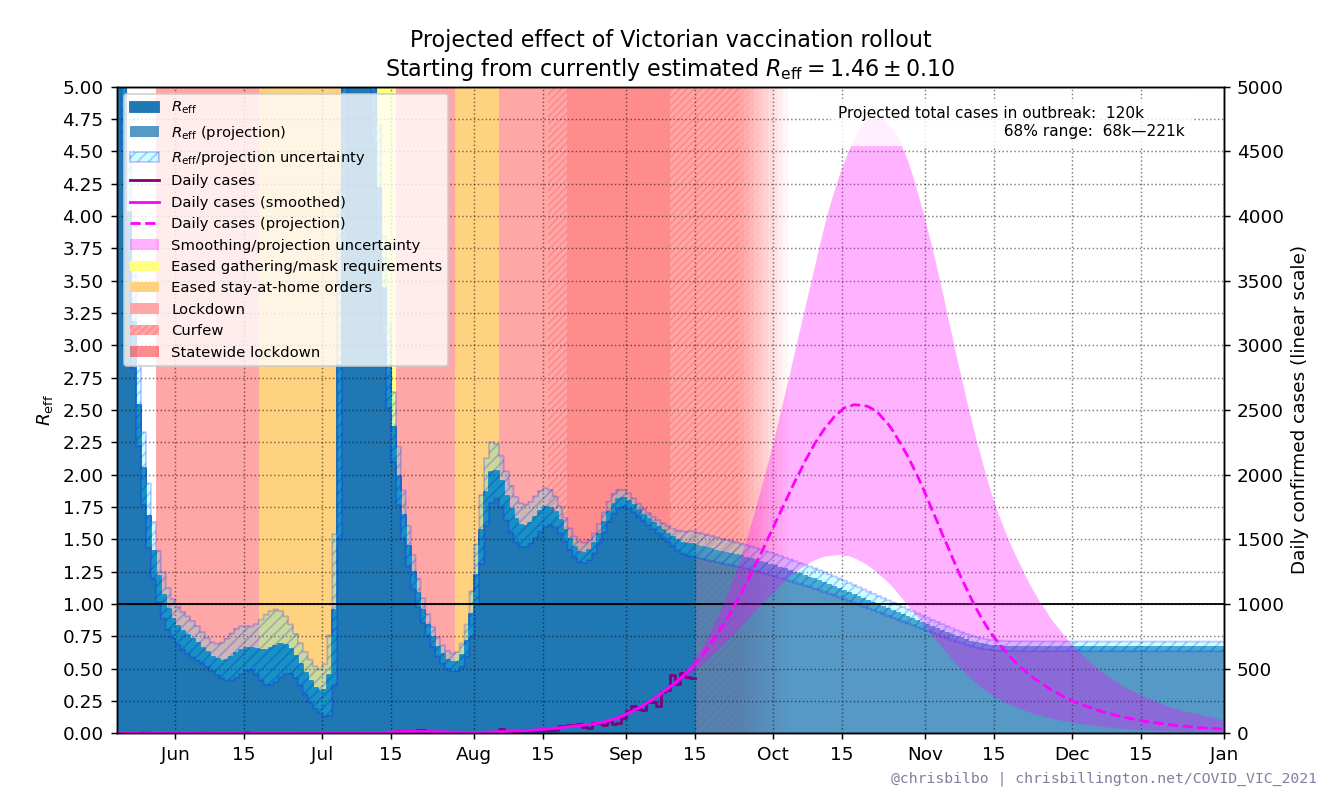 Projected effect of Victorian vaccination rollout
Starting from currently estimated R_eff = 1.46 ± 0.10
Projected total cases in outbreak: 120k
68% range: 68k—221k
R_eff
R_eff (projection)
R_eff/projection uncertainty
Daily cases
Daily cases (smoothed)
Daily cases (projection)
Smoothing/projection uncertainty
Eased gathering/mask requirements
Eased stay-at-home orders
Lockdown
Curfew
Statewide lockdown
5.00
4.75
4.50
4.25
4.00
3.75
3.50
3.25
3.00
2.75
2.50
2.25
2.00
1.75
1.50
1.25
1.00
0.75
0.50
0.25
0.00
R_eff
5000
4500
4000
3500
3000
2500
2000
1500
1000
500
0
Daily confirmed cases (linear scale)
Jun 15 Jul 15 Aug 15 Sep 15 Oct 15 Nov 15 Dec 15 Jan
@chrisbilbo | chrisbillington.net/COVID_VIC_2021